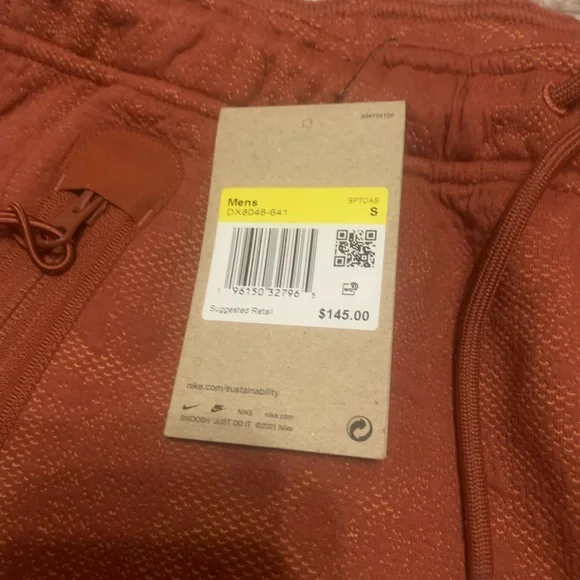 Mens SPTCAS
DX8046-641 S
1 96150 32796 5
Suggested Retail $145.00
nike.com/sustainability
NIKE nike.com
SWOOSH JUST DO IT ©2021 Nike